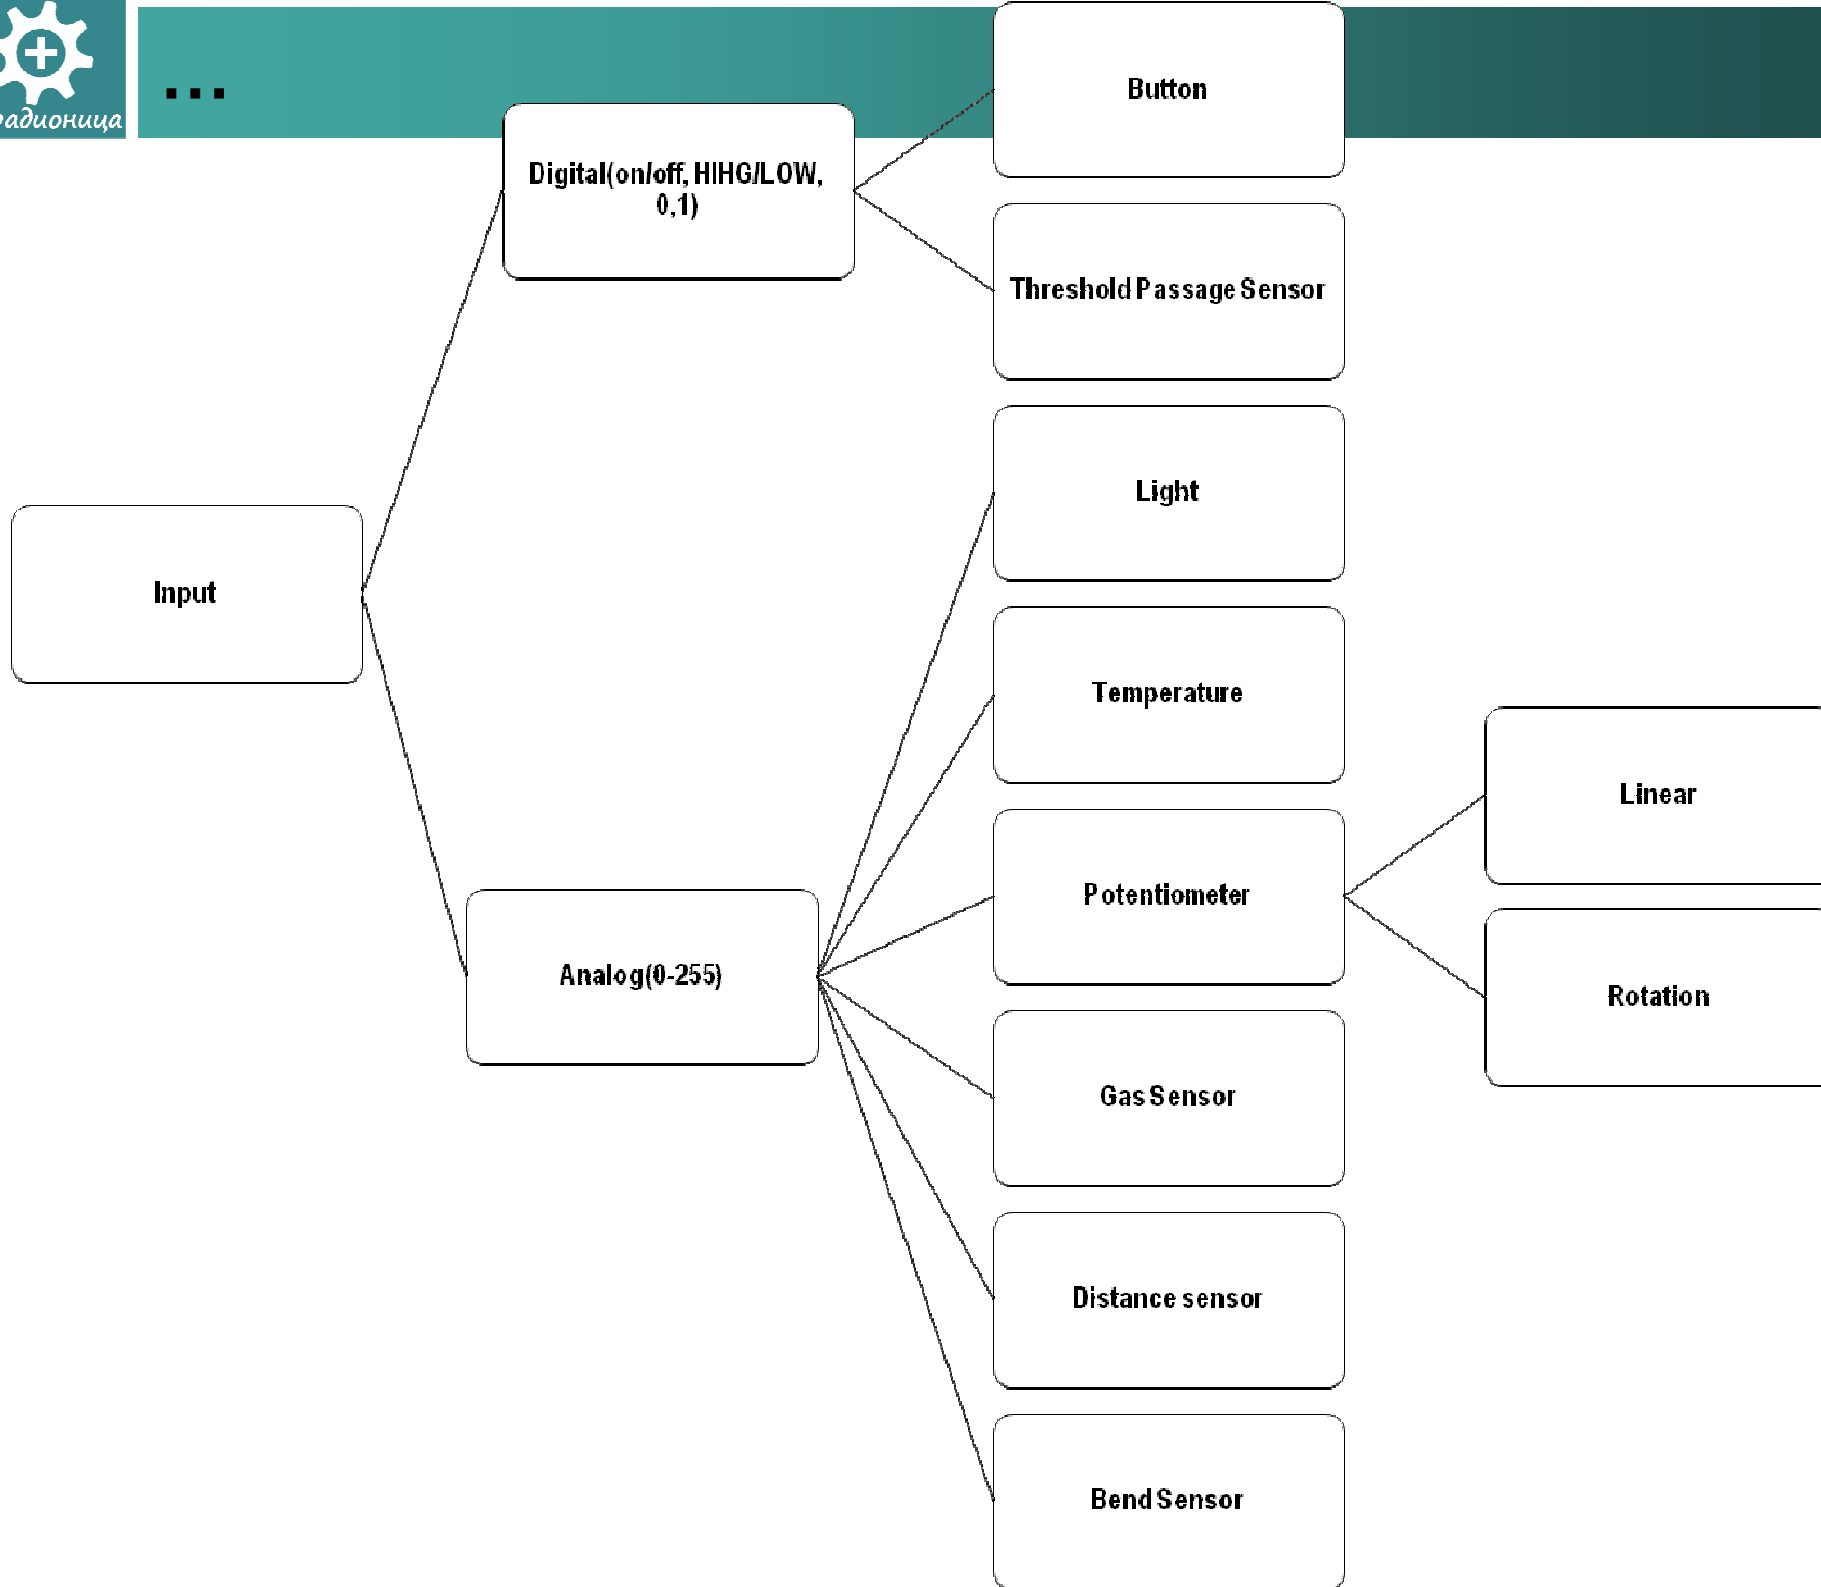 радионица
...
Button
Digital(on/off, HIHG/LOW,
0,1)
Threshold Passage Sensor
Light
Input
Temperature
Linear
Potentiometer
Analog(0-255)
Rotation
Gas Sensor
Distance sensor
Bend Sensor